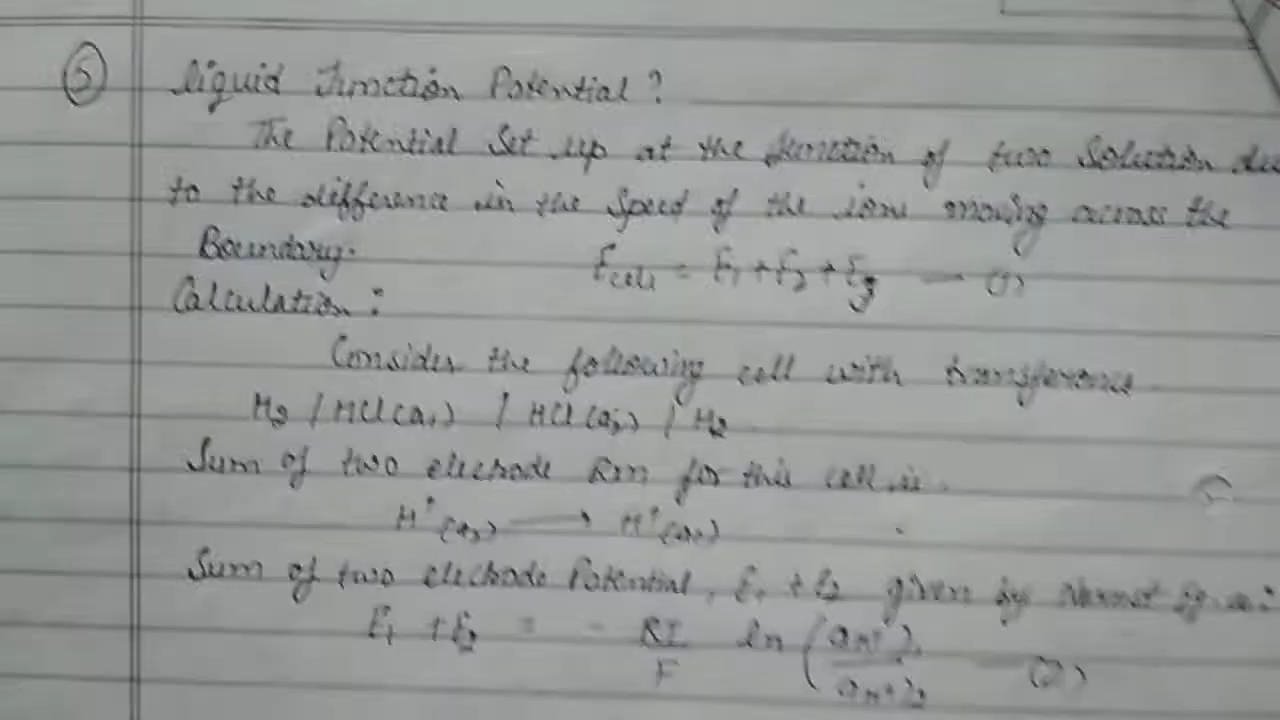 (5) Liquid Junction Potential?
The Potential Set up at the Junction of two Solution due
to the difference in the Speed of the ions moving across the
Boundary.
Ecell = E1 + E2 + Ej — (1)
Calculation:
Consider the following cell with transference
H2 / HCl(a1) / HCl(a2) / H2
Sum of two electrode Rxn for this cell is
H+(a2) → H+(a1)
Sum of two electrode Potential, E1 + E2 given by Nernst Eq. as:
E1 + E2 = - RT/F ln (aH+)1/(aH+)2 — (2)